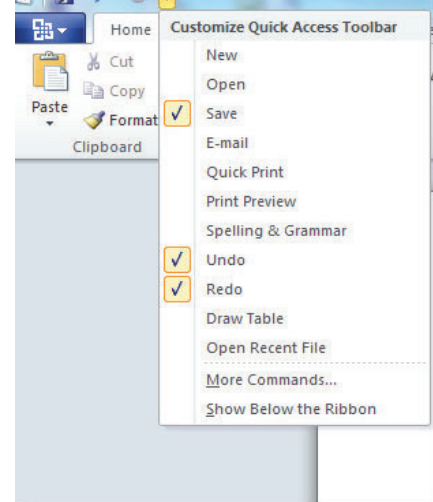 Home
Customize Quick Access Toolbar
Cut
Copy
Paste
Format
Clipboard
New
Open
Save
E-mail
Quick Print
Print Preview
Spelling & Grammar
Undo
Redo
Draw Table
Open Recent File
More Commands...
Show Below the Ribbon